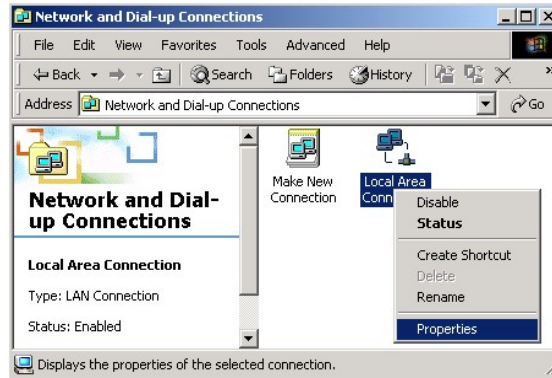 Network and Dial-up Connections
File Edit View Favorites Tools Advanced Help
Back Search Folders History »
Address Network and Dial-up Connections Go
Network and Dial-
up Connections
Local Area Connection
Type: LAN Connection
Status: Enabled
Make New
Connection
Local Area
Conn
Disable
Status
Create Shortcut
Delete
Rename
Properties
Displays the properties of the selected connection.